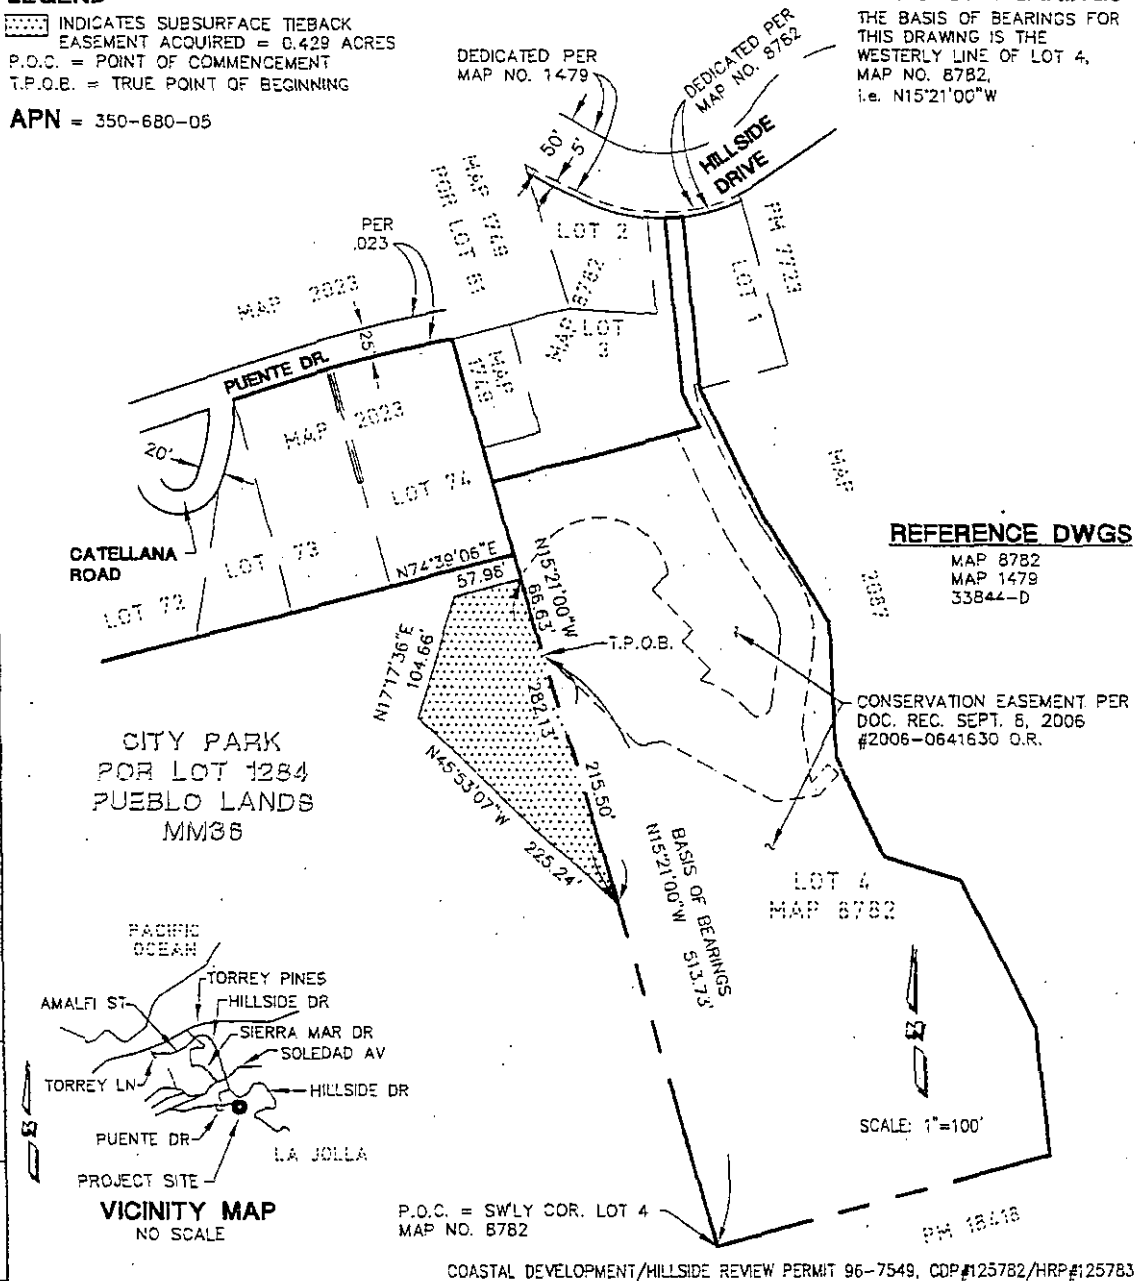 INDICATES SUBSURFACE TIEBACK
EASEMENT ACQUIRED = 0.429 ACRES
P.O.C. = POINT OF COMMENCEMENT
T.P.O.B. = TRUE POINT OF BEGINNING
APN = 350-680-05
THE BASIS OF BEARINGS FOR
THIS DRAWING IS THE
WESTERLY LINE OF LOT 4,
MAP NO. 8782,
i.e. N15°21'00"W
DEDICATED PER
MAP NO. 1479
DEDICATED PER
MAP NO. 8782
50'
5'
HILLSIDE
DRIVE
MAP 1749
POR LOT 81
LOT 2
MAP 8782
LOT
3
PM 7723
LOT 1
PER
.023
MAP 2023
25'
PUENTE DR.
MAP
1749
MAP 2023
20'
LOT 74
CATELLANA
ROAD
LOT 73
LOT 72
N74°39'06"E
57.96'
N15°21'00"W
66.63'
MAP
2087
REFERENCE DWGS
MAP 8782
MAP 1479
33844-D
T.P.O.B.
N17°17'36"E
104.66'
282.13'
215.50'
N45°53'07"W
225.24'
CONSERVATION EASEMENT PER
DOC. REC. SEPT. 8, 2006
#2006-0641630 O.R.
CITY PARK
POR LOT 1284
PUEBLO LANDS
MM36
BASIS OF BEARINGS
N15°21'00"W 513.73'
LOT 4
MAP 8782
PACIFIC
OCEAN
TORREY PINES
AMALFI ST
HILLSIDE DR
SIERRA MAR DR
SOLEDAD AV
TORREY LN
HILLSIDE DR
PUENTE DR
LA JOLLA
PROJECT SITE
VICINITY MAP
NO SCALE
SCALE: 1"=100'
P.O.C. = SW'LY COR. LOT 4
MAP NO. 8782
PM 18418
COASTAL DEVELOPMENT/HILLSIDE REVIEW PERMIT 96-7549, CDP#125782/HRP#125783